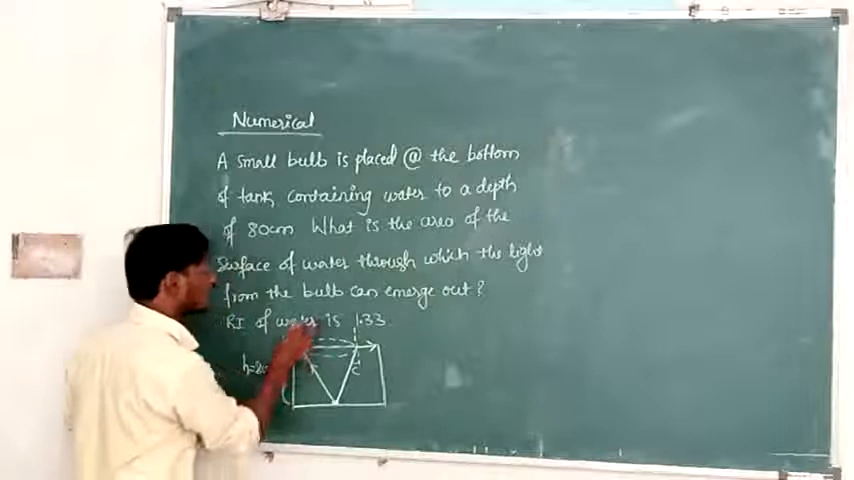 Numerical
A small bulb is placed @ the bottom
of tank containing water to a depth
of 80cm What is the area of the
Surface of water through which the light
from the bulb can emerge out?
RI of water is 1.33
h=80
r c